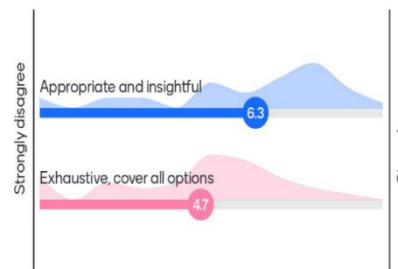 Strongly disagree
Appropriate and insightful
6.3
Exhaustive, cover all options
4.7